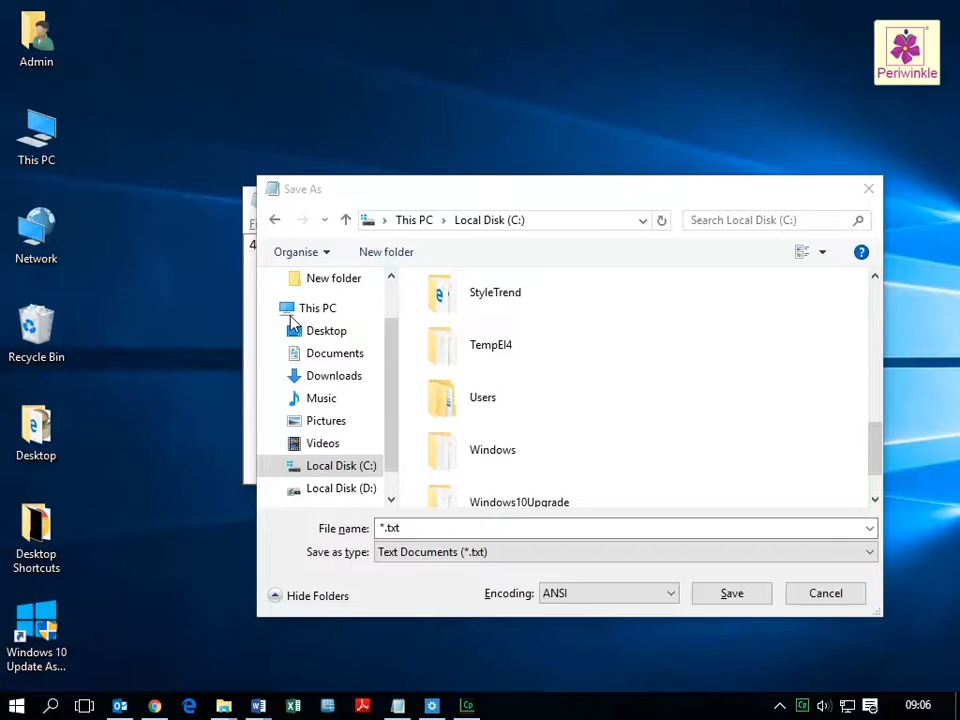 Admin
This PC
Network
Recycle Bin
Desktop
Desktop
Shortcuts
Windows 10
Update As...
Periwinkle
Save As
This PC
Local Disk (C:)
Search Local Disk (C:)
Organise
New folder
New folder
This PC
Desktop
Documents
Downloads
Music
Pictures
Videos
Local Disk (C:)
Local Disk (D:)
StyleTrend
TempEI4
Users
Windows
Windows10Upgrade
File name:
*.txt
Save as type:
Text Documents (*.txt)
Hide Folders
Encoding:
ANSI
Save
Cancel
F
4
09:06